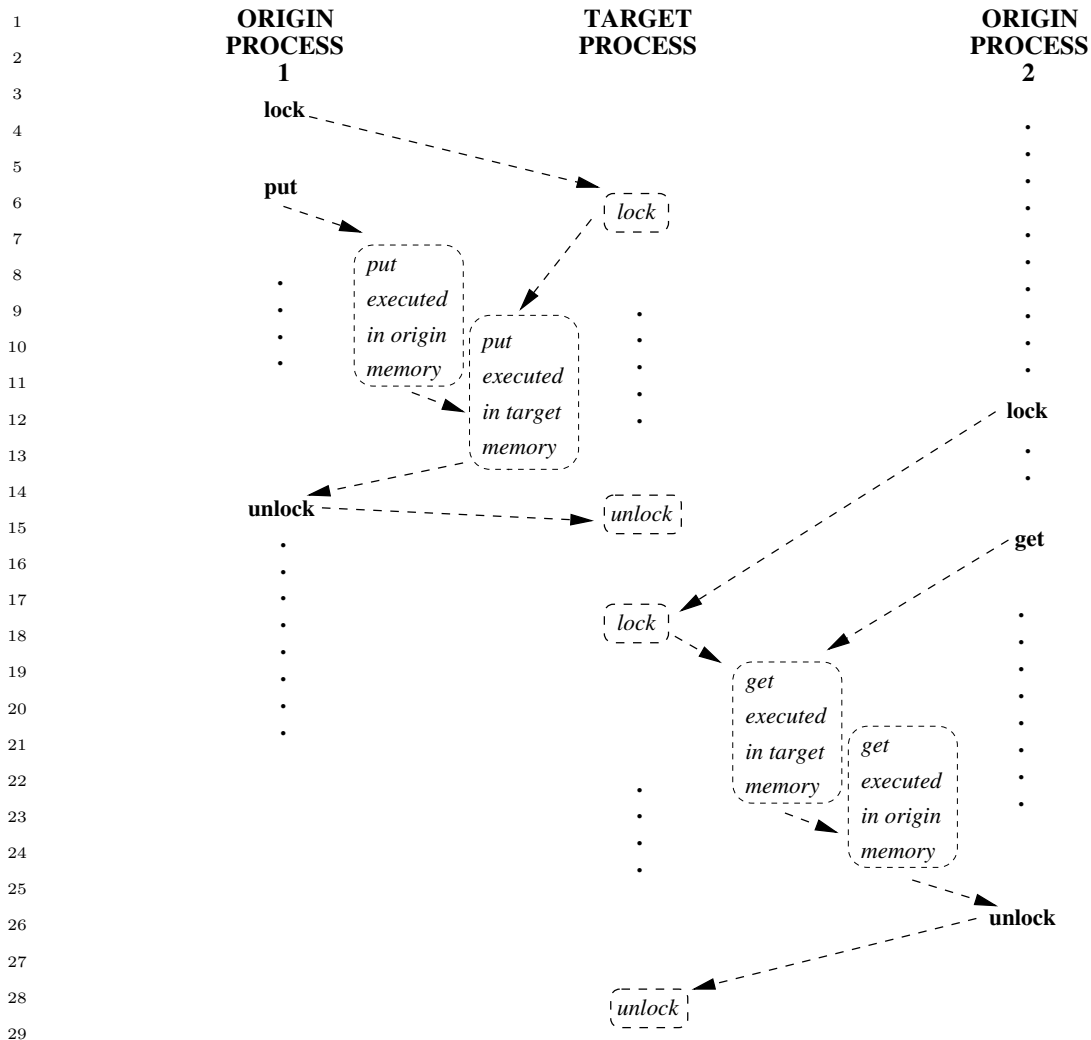 1
2
3
4
5
6
7
8
9
10
11
12
13
14
15
16
17
18
19
20
21
22
23
24
25
26
27
28
29
ORIGIN
PROCESS
1
TARGET
PROCESS
ORIGIN
PROCESS
2
lock
put
lock
put
executed
in origin
memory
put
executed
in target
memory
lock
unlock
unlock
get
lock
get
executed
in target
memory
get
executed
in origin
memory
unlock
unlock